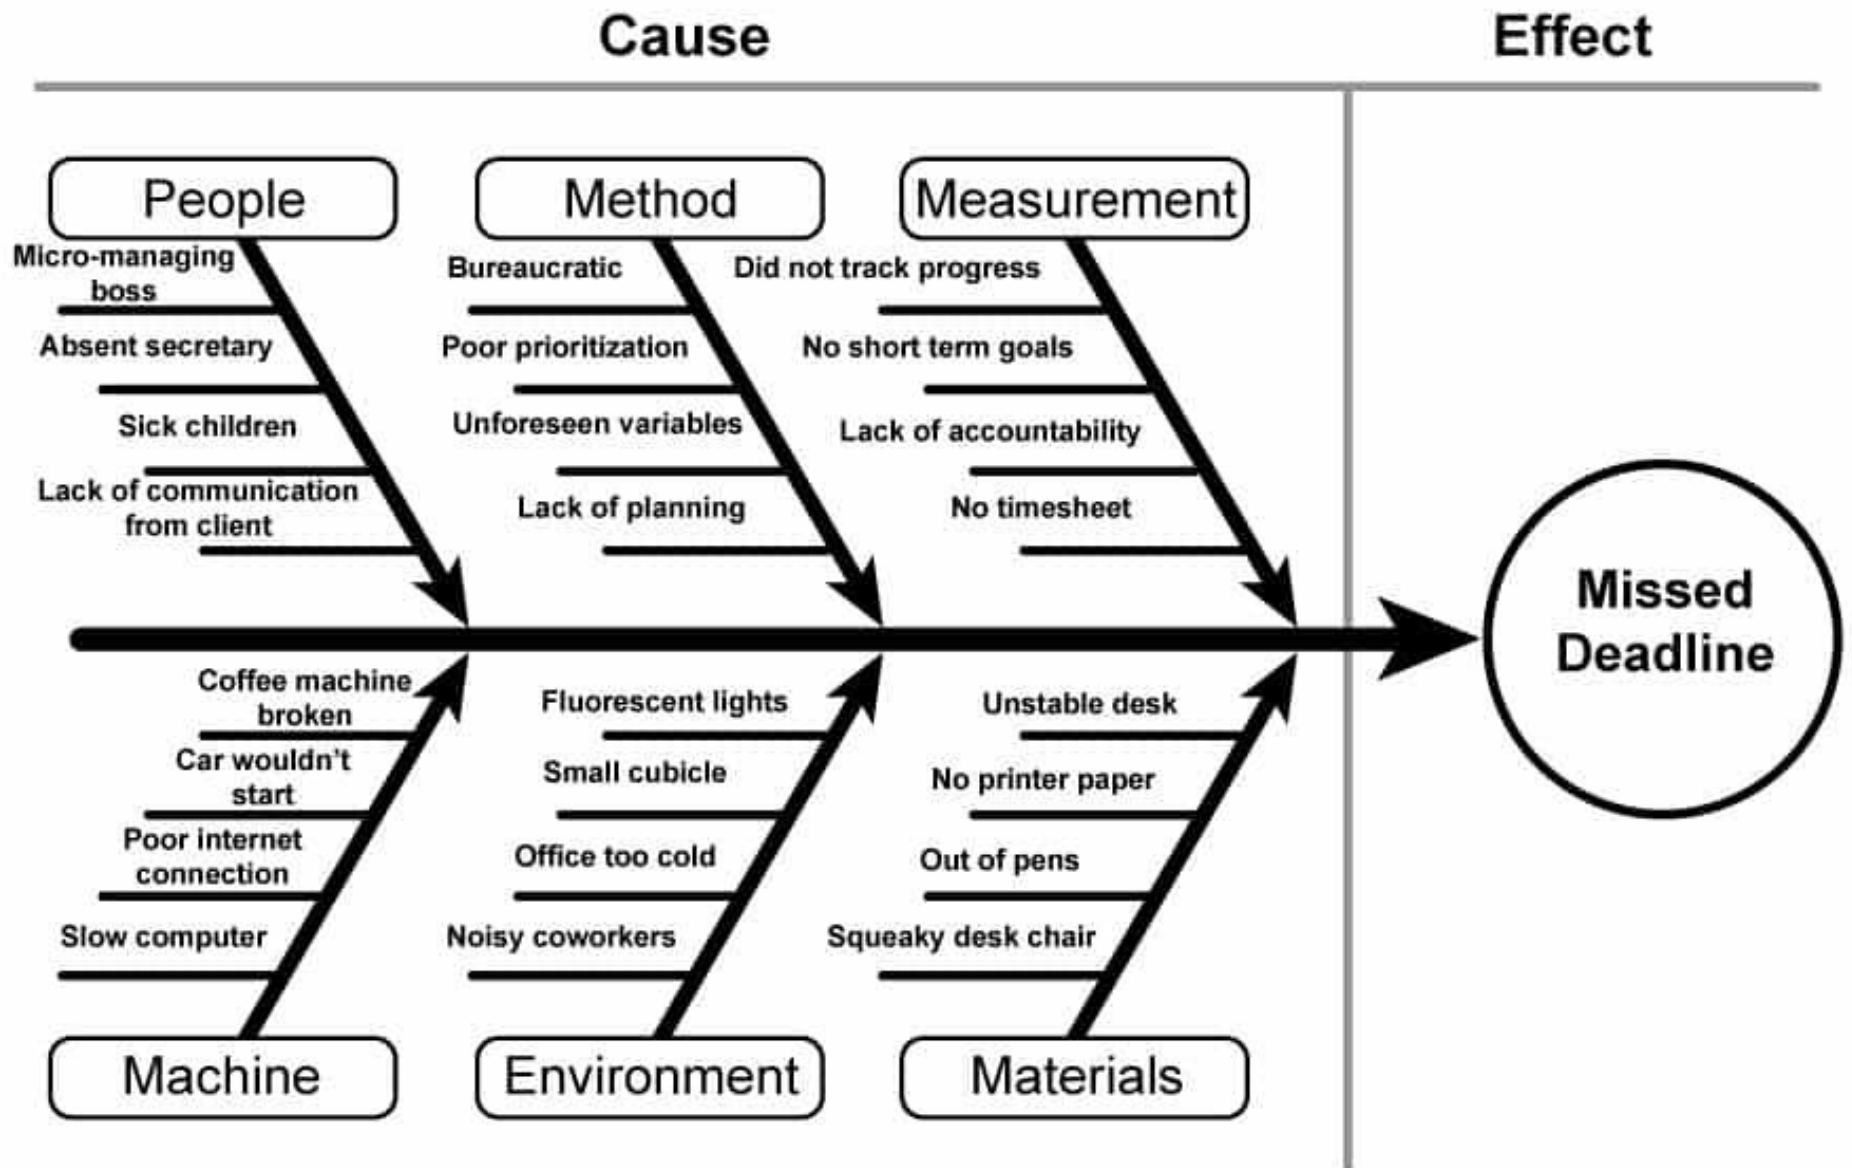 Cause
Effect
People
Micro-managing
boss
Absent secretary
Sick children
Lack of communication
from client
Method
Bureaucratic
Poor prioritization
Unforeseen variables
Lack of planning
Measurement
Did not track progress
No short term goals
Lack of accountability
No timesheet
Missed
Deadline
Coffee machine
broken
Car wouldn't
start
Poor internet
connection
Slow computer
Machine
Fluorescent lights
Small cubicle
Office too cold
Noisy coworkers
Environment
Unstable desk
No printer paper
Out of pens
Squeaky desk chair
Materials